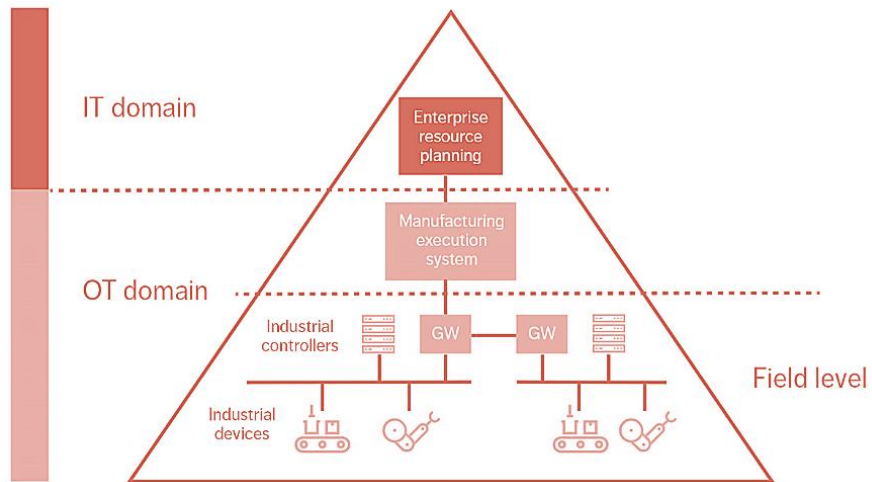 IT domain
Enterprise
resource
planning
Manufacturing
execution
system
OT domain
Industrial
controllers
GW
GW
Field level
Industrial
devices